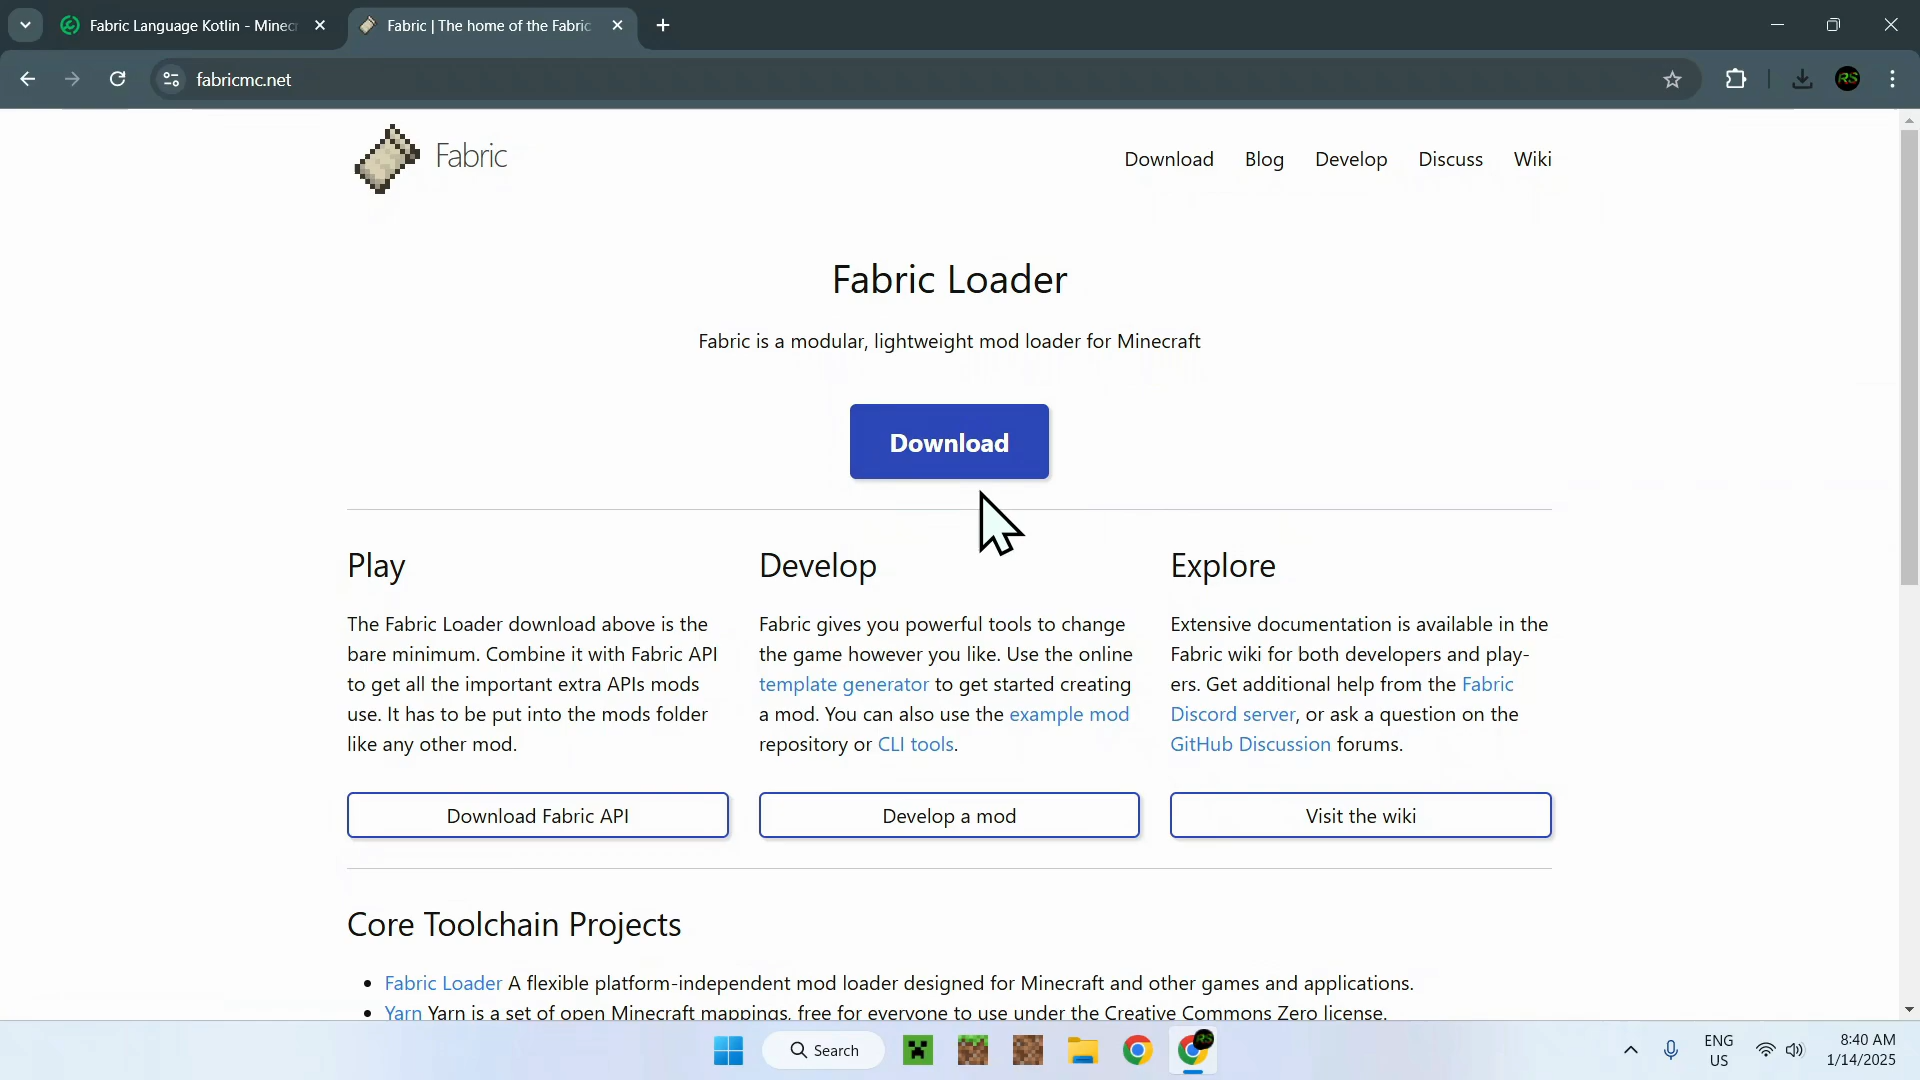 Fabric Language Kotlin - Minec
Fabric | The home of the Fabric
fabricmc.net
RS
Fabric
Download
Blog
Develop
Discuss
Wiki
Fabric Loader
Fabric is a modular, lightweight mod loader for Minecraft
Download
Play
The Fabric Loader download above is the
bare minimum. Combine it with Fabric API
to get all the important extra APIs mods
use. It has to be put into the mods folder
like any other mod.
Download Fabric API
Develop
Fabric gives you powerful tools to change
the game however you like. Use the online
template generator to get started creating
a mod. You can also use the example mod
repository or CLI tools.
Develop a mod
Explore
Extensive documentation is available in the
Fabric wiki for both developers and play-
ers. Get additional help from the Fabric
Discord server, or ask a question on the
GitHub Discussion forums.
Visit the wiki
Core Toolchain Projects
Fabric Loader A flexible platform-independent mod loader designed for Minecraft and other games and applications.
Yarn Yarn is a set of open Minecraft mappings, free for everyone to use under the Creative Commons Zero license.
Search
RS
ENG
US
8:40 AM
1/14/2025